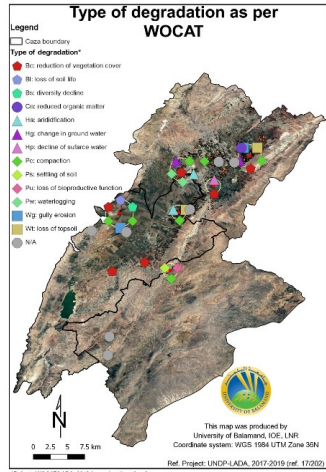 Type of degradation as per
WOCAT
Legend
Caza boundary
Type of degradation*
Bc: reduction of vegetation cover
Bl: loss of soil life
Bs: diversity decline
Cn: reduced organic matter
Ha: aridification
Hg: change in ground water
Hp: decline of surface water
Pc: compaction
Ps: settling of soil
Pu: loss of bioproductive function
Pw: waterlogging
Wg: gully erosion
Wt: loss of topsoil
N/A
N
0 2.5 5 7.5 km
UNIVERSITY OF BALAMAND
This map was produced by
University of Balamand, IOE, LNR
Coordinate system: WGS 1984 UTM Zone 36N
Ref. Project: UNDP-LADA, 2017-2019 (ref. 17/202)